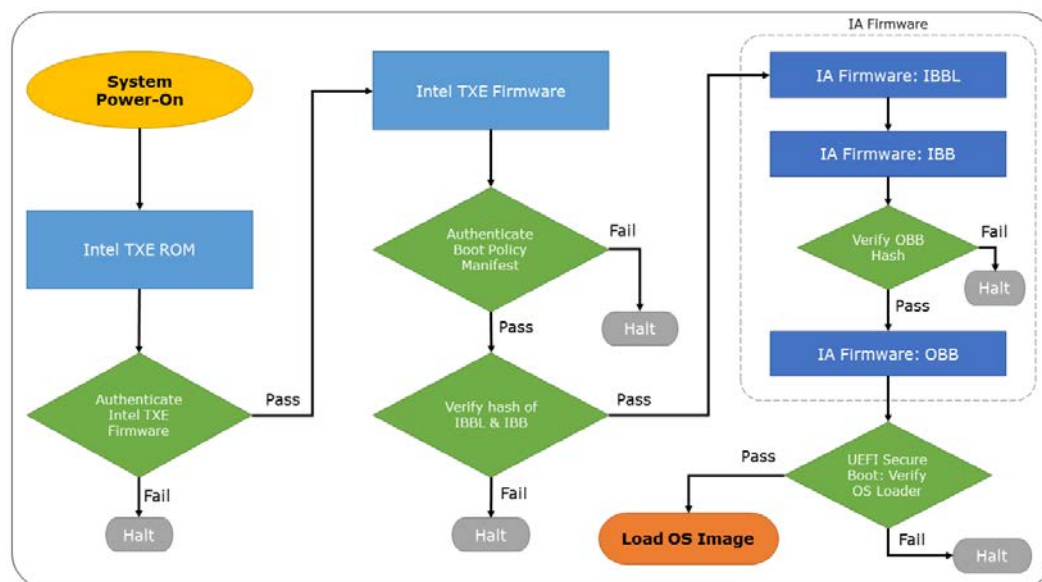 System
Power-On
Intel TXE ROM
Authenticate
Intel TXE
Firmware
Pass
Fail
Halt
Intel TXE Firmware
Authenticate
Boot Policy
Manifest
Fail
Halt
Pass
Verify hash of
IBBL & IBB
Pass
Fail
Halt
IA Firmware
IA Firmware: IBBL
IA Firmware: IBB
Verify OBB
Hash
Fail
Halt
Pass
IA Firmware: OBB
UEFI Secure
Boot: Verify
OS Loader
Pass
Load OS Image
Fail
Halt